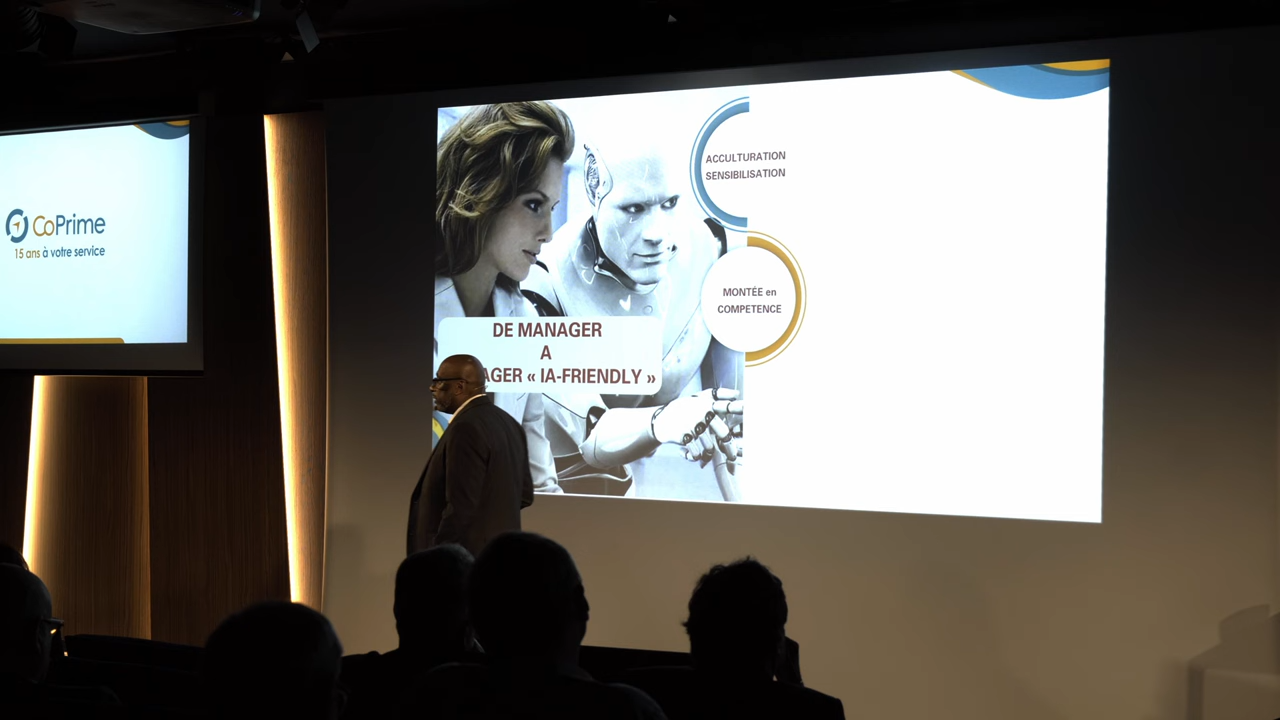 CoPrime
15 ans à votre service
ACCULTURATION
SENSIBILISATION
MONTÉE en
COMPETENCE
DE MANAGER
A
AGER « IA-FRIENDLY »